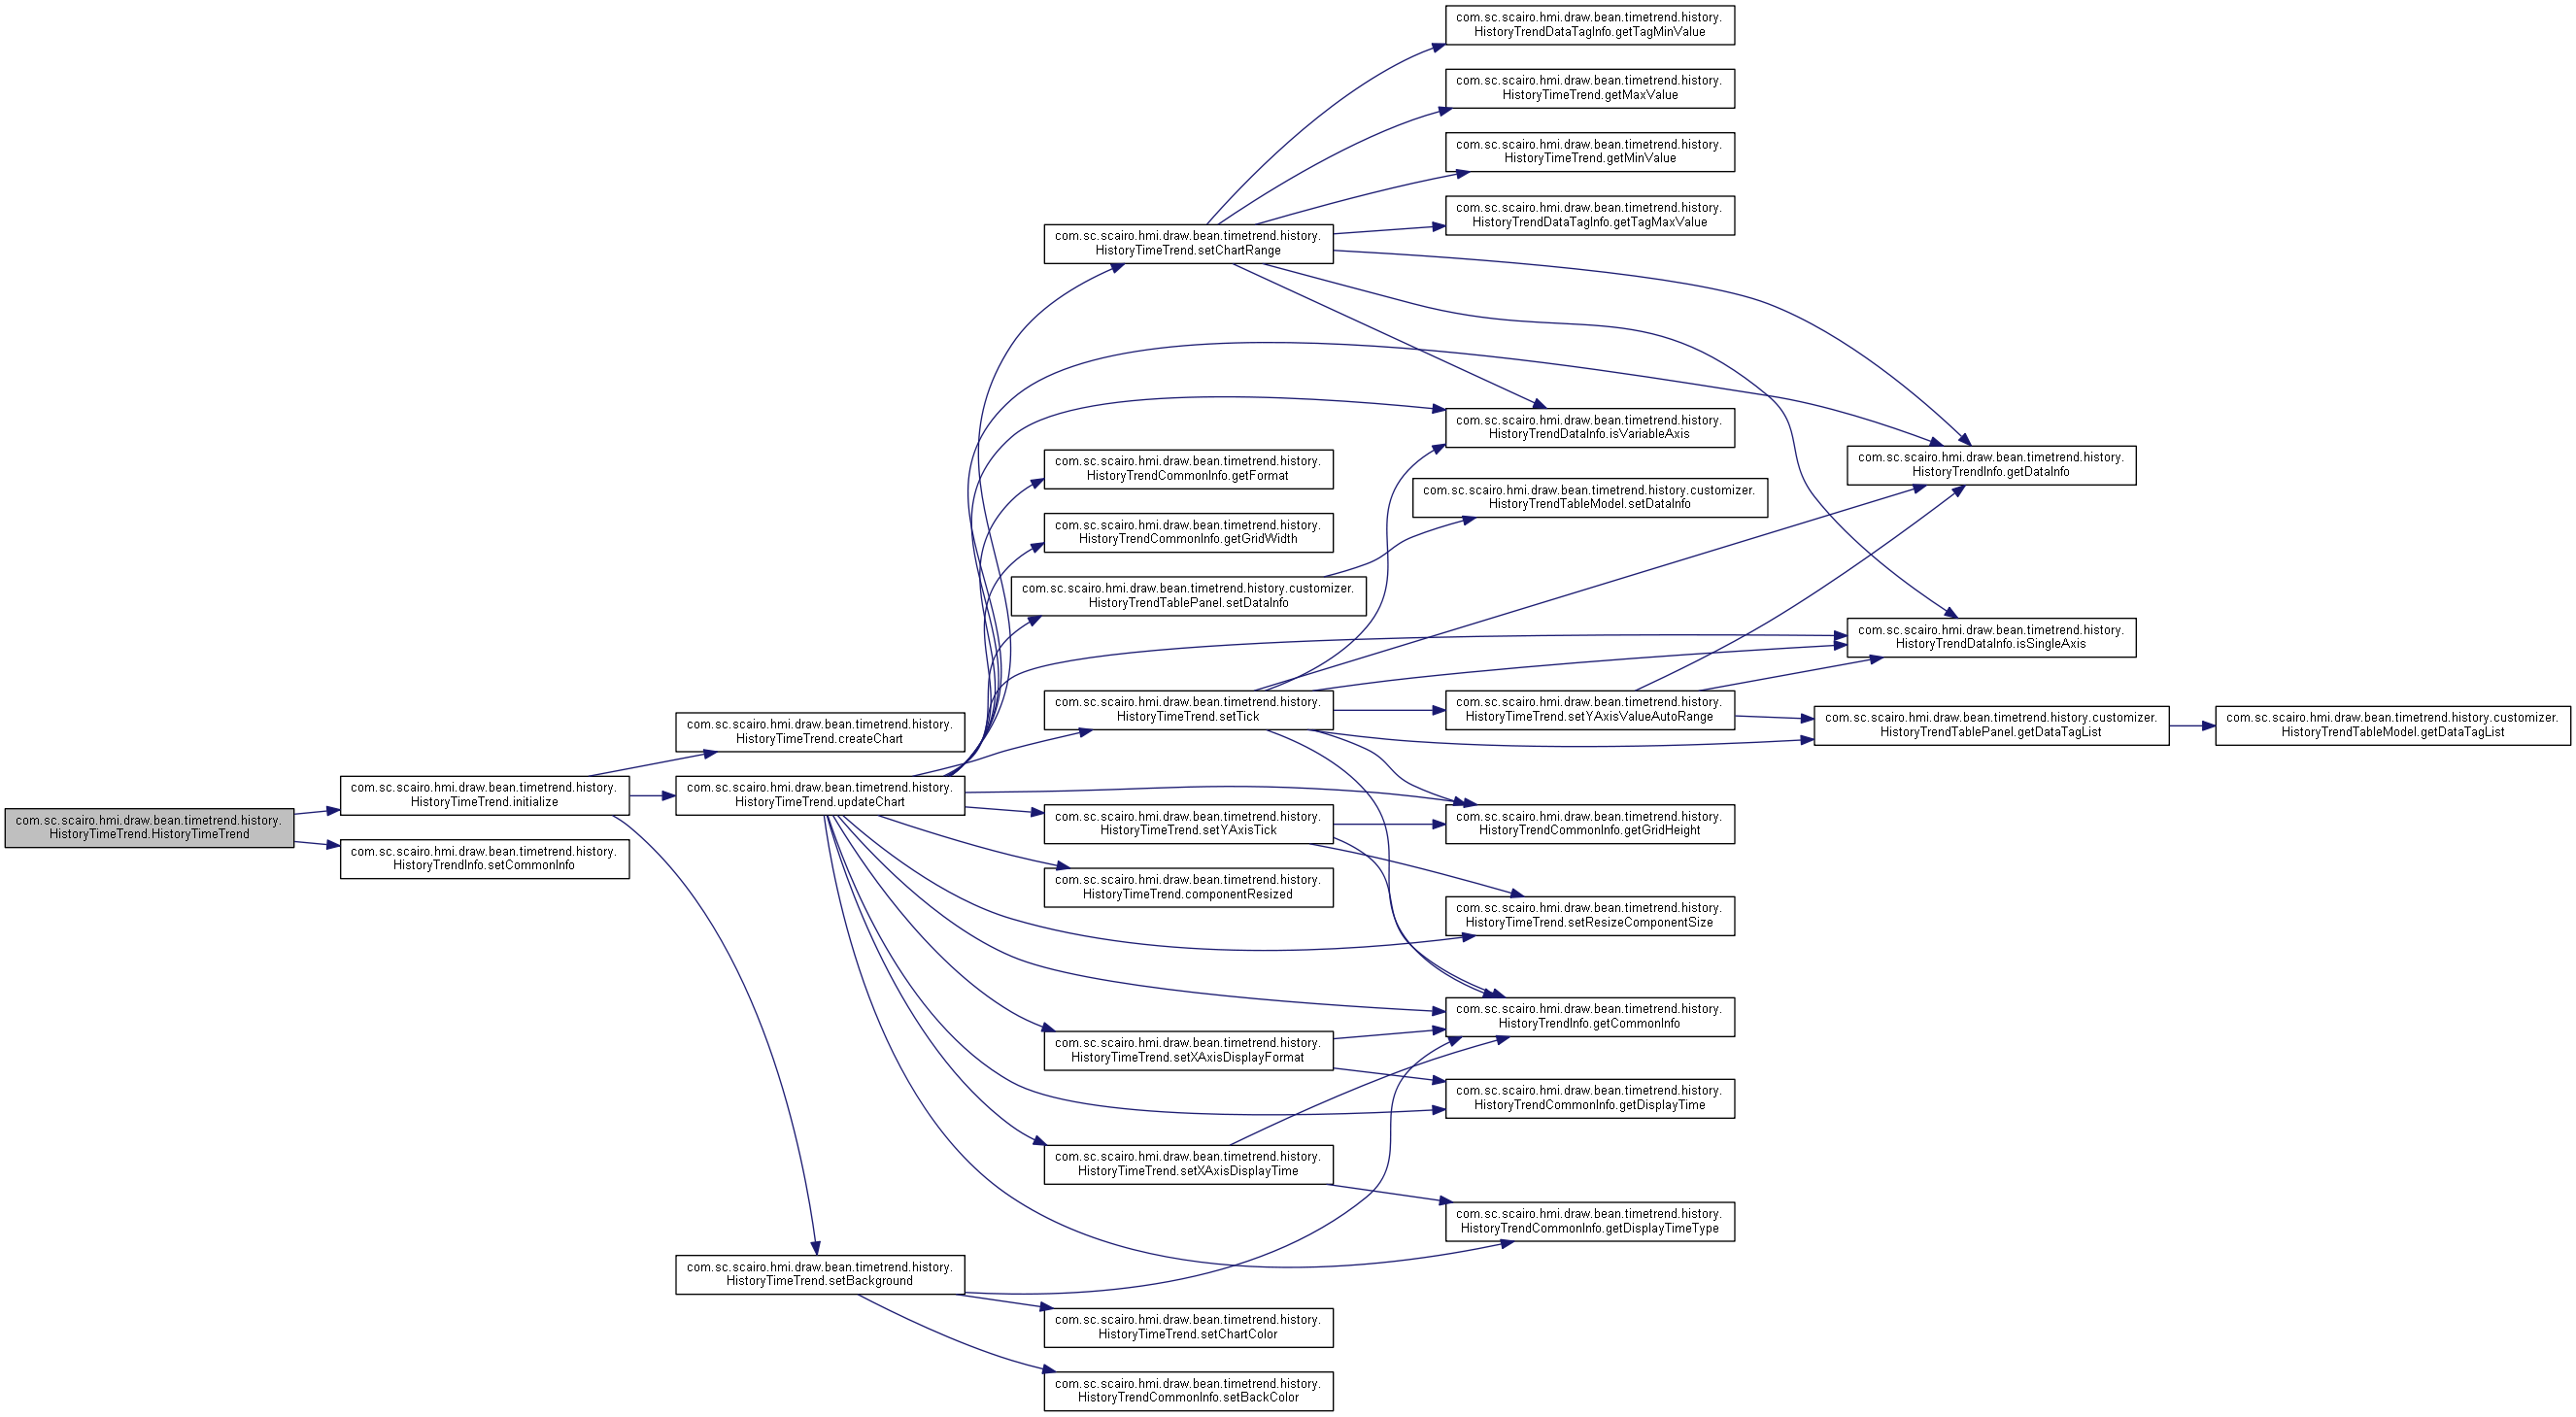 com.sc.scairo.hmi.draw.bean.timetrend.history.
HistoryTimeTrend.HistoryTimeTrend
com.sc.scairo.hmi.draw.bean.timetrend.history.
HistoryTimeTrend.initialize
com.sc.scairo.hmi.draw.bean.timetrend.history.
HistoryTrendInfo.setCommonInfo
com.sc.scairo.hmi.draw.bean.timetrend.history.
HistoryTimeTrend.createChart
com.sc.scairo.hmi.draw.bean.timetrend.history.
HistoryTimeTrend.updateChart
com.sc.scairo.hmi.draw.bean.timetrend.history.
HistoryTimeTrend.setBackground
com.sc.scairo.hmi.draw.bean.timetrend.history.
HistoryTimeTrend.setChartRange
com.sc.scairo.hmi.draw.bean.timetrend.history.
HistoryTrendCommonInfo.getFormat
com.sc.scairo.hmi.draw.bean.timetrend.history.
HistoryTrendCommonInfo.getGridWidth
com.sc.scairo.hmi.draw.bean.timetrend.history.customizer.
HistoryTrendTablePanel.setDataInfo
com.sc.scairo.hmi.draw.bean.timetrend.history.
HistoryTimeTrend.setTick
com.sc.scairo.hmi.draw.bean.timetrend.history.
HistoryTimeTrend.setYAxisTick
com.sc.scairo.hmi.draw.bean.timetrend.history.
HistoryTimeTrend.componentResized
com.sc.scairo.hmi.draw.bean.timetrend.history.
HistoryTimeTrend.setXAxisDisplayFormat
com.sc.scairo.hmi.draw.bean.timetrend.history.
HistoryTimeTrend.setXAxisDisplayTime
com.sc.scairo.hmi.draw.bean.timetrend.history.
HistoryTimeTrend.setChartColor
com.sc.scairo.hmi.draw.bean.timetrend.history.
HistoryTrendCommonInfo.setBackColor
com.sc.scairo.hmi.draw.bean.timetrend.history.
HistoryTrendDataTagInfo.getTagMinValue
com.sc.scairo.hmi.draw.bean.timetrend.history.
HistoryTimeTrend.getMaxValue
com.sc.scairo.hmi.draw.bean.timetrend.history.
HistoryTimeTrend.getMinValue
com.sc.scairo.hmi.draw.bean.timetrend.history.
HistoryTrendDataTagInfo.getTagMaxValue
com.sc.scairo.hmi.draw.bean.timetrend.history.
HistoryTrendDataInfo.isVariableAxis
com.sc.scairo.hmi.draw.bean.timetrend.history.customizer.
HistoryTrendTableModel.setDataInfo
com.sc.scairo.hmi.draw.bean.timetrend.history.
HistoryTimeTrend.setYAxisValueAutoRange
com.sc.scairo.hmi.draw.bean.timetrend.history.
HistoryTrendCommonInfo.getGridHeight
com.sc.scairo.hmi.draw.bean.timetrend.history.
HistoryTimeTrend.setResizeComponentSize
com.sc.scairo.hmi.draw.bean.timetrend.history.
HistoryTrendInfo.getCommonInfo
com.sc.scairo.hmi.draw.bean.timetrend.history.
HistoryTrendCommonInfo.getDisplayTime
com.sc.scairo.hmi.draw.bean.timetrend.history.
HistoryTrendCommonInfo.getDisplayTimeType
com.sc.scairo.hmi.draw.bean.timetrend.history.
HistoryTrendInfo.getDataInfo
com.sc.scairo.hmi.draw.bean.timetrend.history.
HistoryTrendDataInfo.isSingleAxis
com.sc.scairo.hmi.draw.bean.timetrend.history.customizer.
HistoryTrendTablePanel.getDataTagList
com.sc.scairo.hmi.draw.bean.timetrend.history.customizer.
HistoryTrendTableModel.getDataTagList